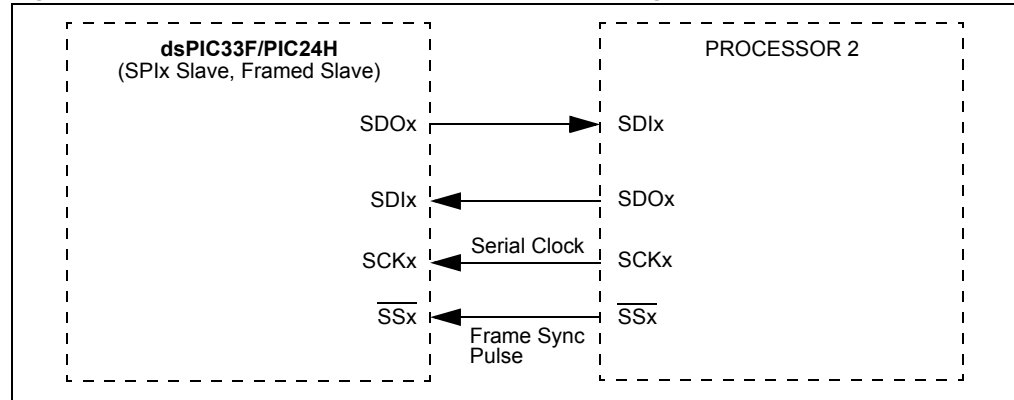 dsPIC33F/PIC24H
(SPIx Slave, Framed Slave)
PROCESSOR 2
SDOx
SDIx
SDIx
SDOx
SCKx
Serial Clock
SCKx
SSx
Frame Sync
Pulse
SSx